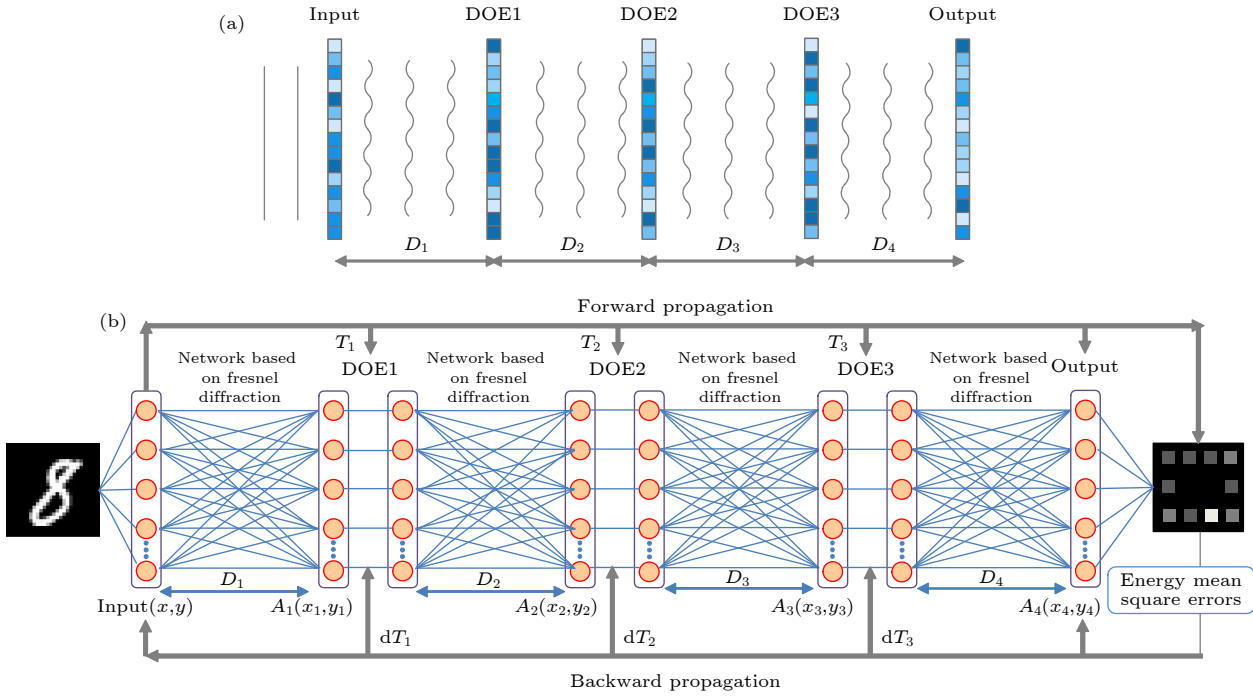 (a)
Input
DOE1
DOE2
DOE3
Output
D1
D2
D3
D4
(b)
Forward propagation
T1
T2
T3
Network based
on fresnel
diffraction
DOE1
Network based
on fresnel
diffraction
DOE2
Network based
on fresnel
diffraction
DOE3
Network based
on fresnel
diffraction
Output
8
D1
D2
D3
D4
Input(x,y)
A1(x1,y1)
A2(x2,y2)
A3(x3,y3)
A4(x4,y4)
Energy mean
square errors
dT1
dT2
dT3
Backward propagation